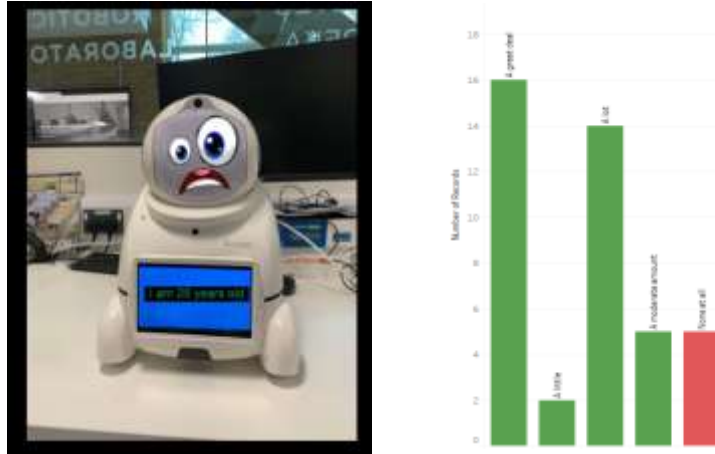 ROBOTIC
LABORATO
I am 20 years old
Number of Records
18
16
14
12
10
8
6
4
2
0
A great deal
A little
A lot
A moderate amount
None at all